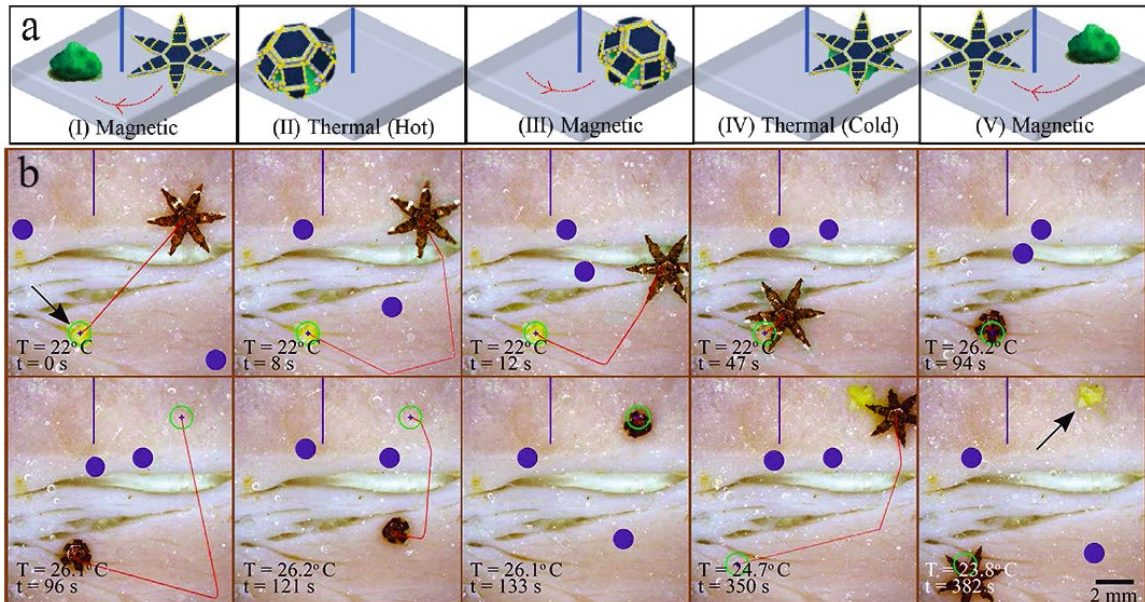 a
(I) Magnetic
(II) Thermal (Hot)
(III) Magnetic
(IV) Thermal (Cold)
(V) Magnetic
b
T = 22° C
t = 0 s
T = 22° C
t = 8 s
T = 22° C
t = 12 s
T = 22° C
t = 47 s
T = 26.2° C
t = 94 s
T = 26.1° C
t = 96 s
T = 26.2° C
t = 121 s
T = 26.1° C
t = 133 s
T = 24.7° C
t = 350 s
T = 23.8° C
t = 382 s
2 mm